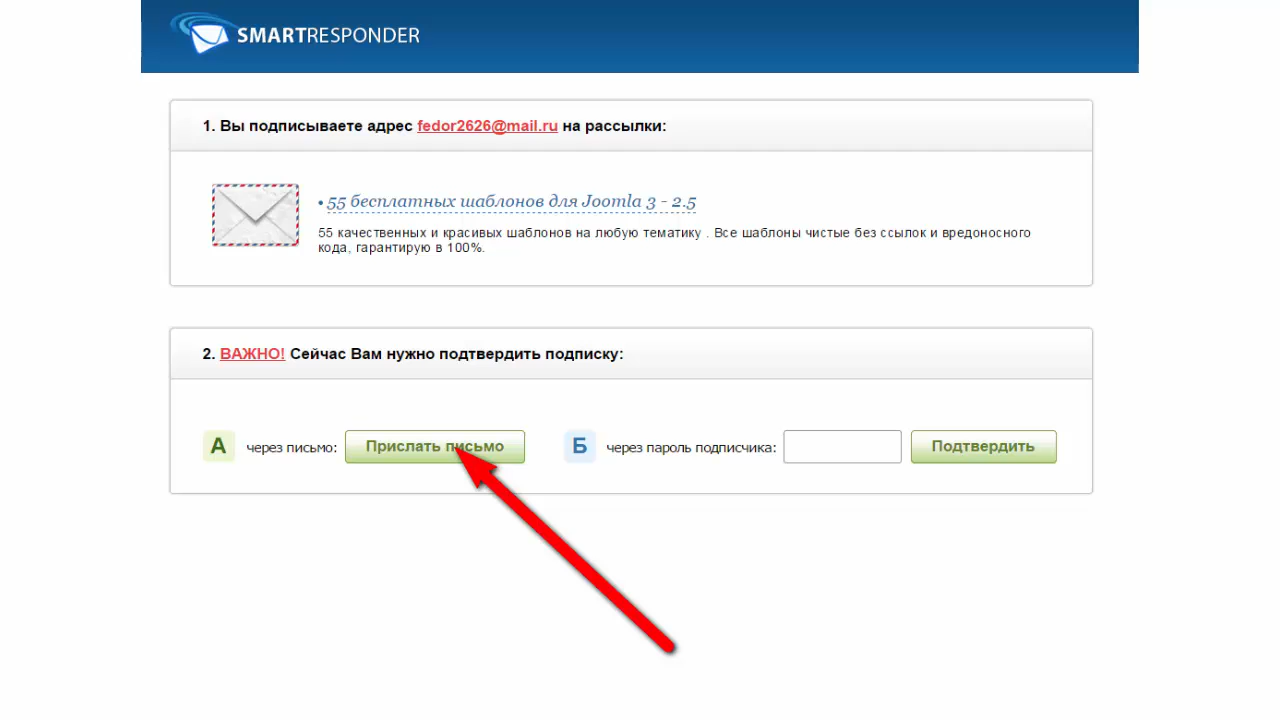 SMARTRESPONDER
1. Вы подписываете адрес fedor2626@mail.ru на рассылки:
• 55 бесплатных шаблонов для Joomla 3 - 2.5
55 качественных и красивых шаблонов на любую тематику . Все шаблоны чистые без ссылок и вредоносного
кода, гарантирую в 100%.
2. ВАЖНО! Сейчас Вам нужно подтвердить подписку:
А через письмо: Прислать письмо Б через пароль подписчика: Подтвердить